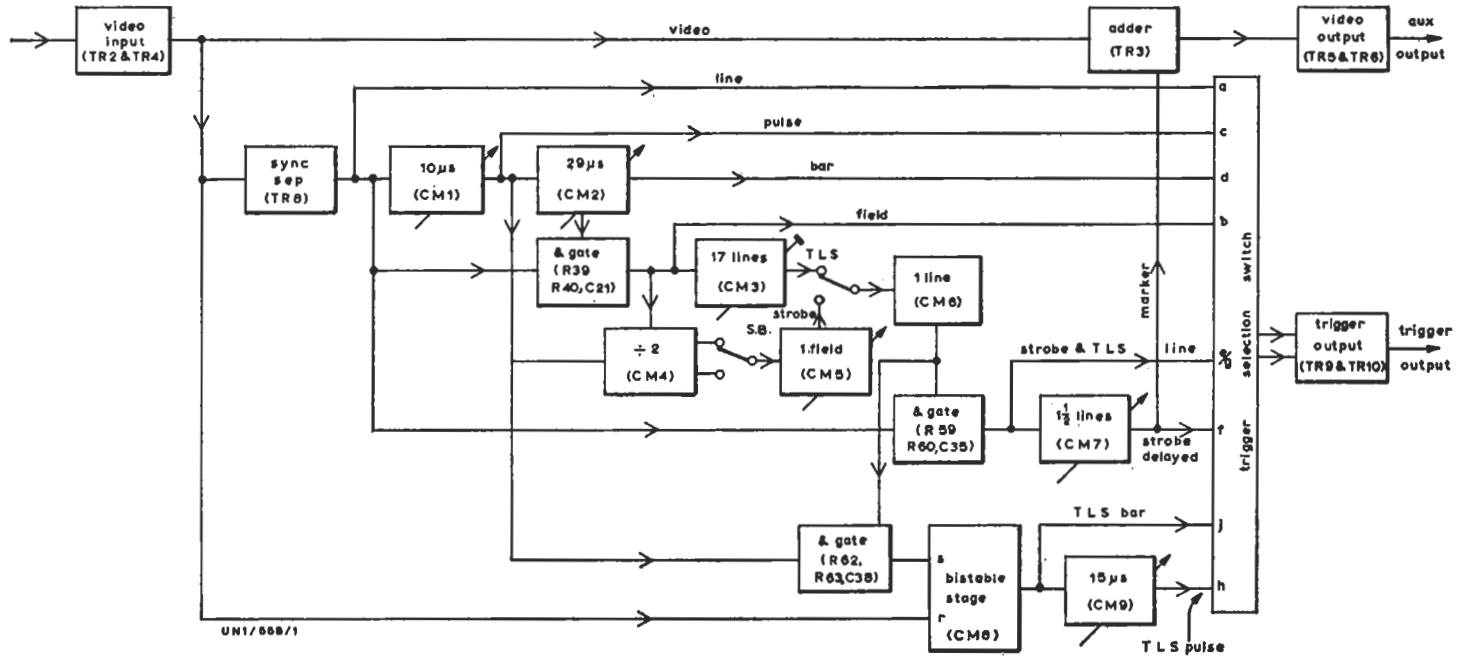 video
input
(TR2 & TR4)
video
adder
(TR3)
video
output
(TR5 & TR6)
aux
output
line
a
pulse
c
sync
sep
(TR8)
10µs
(CM1)
29µs
(CM2)
bar
d
field
b
& gate
(R39
R40, C21)
17 lines
(CM3)
TLS
1 line
(CM6)
strobe
S.B.
÷ 2
(CM4)
1.field
(CM5)
marker
trigger selection switch
trigger
output
(TR9 & TR10)
trigger
output
strobe & TLS line
e
& gate
(R59
R60, C35)
1½ lines
(CM7)
strobe
delayed
f
TLS bar
j
& gate
(R62,
R63, C38)
s
bistable
stage
r
(CM8)
15µs
(CM9)
h
TLS pulse
UN1/558/1